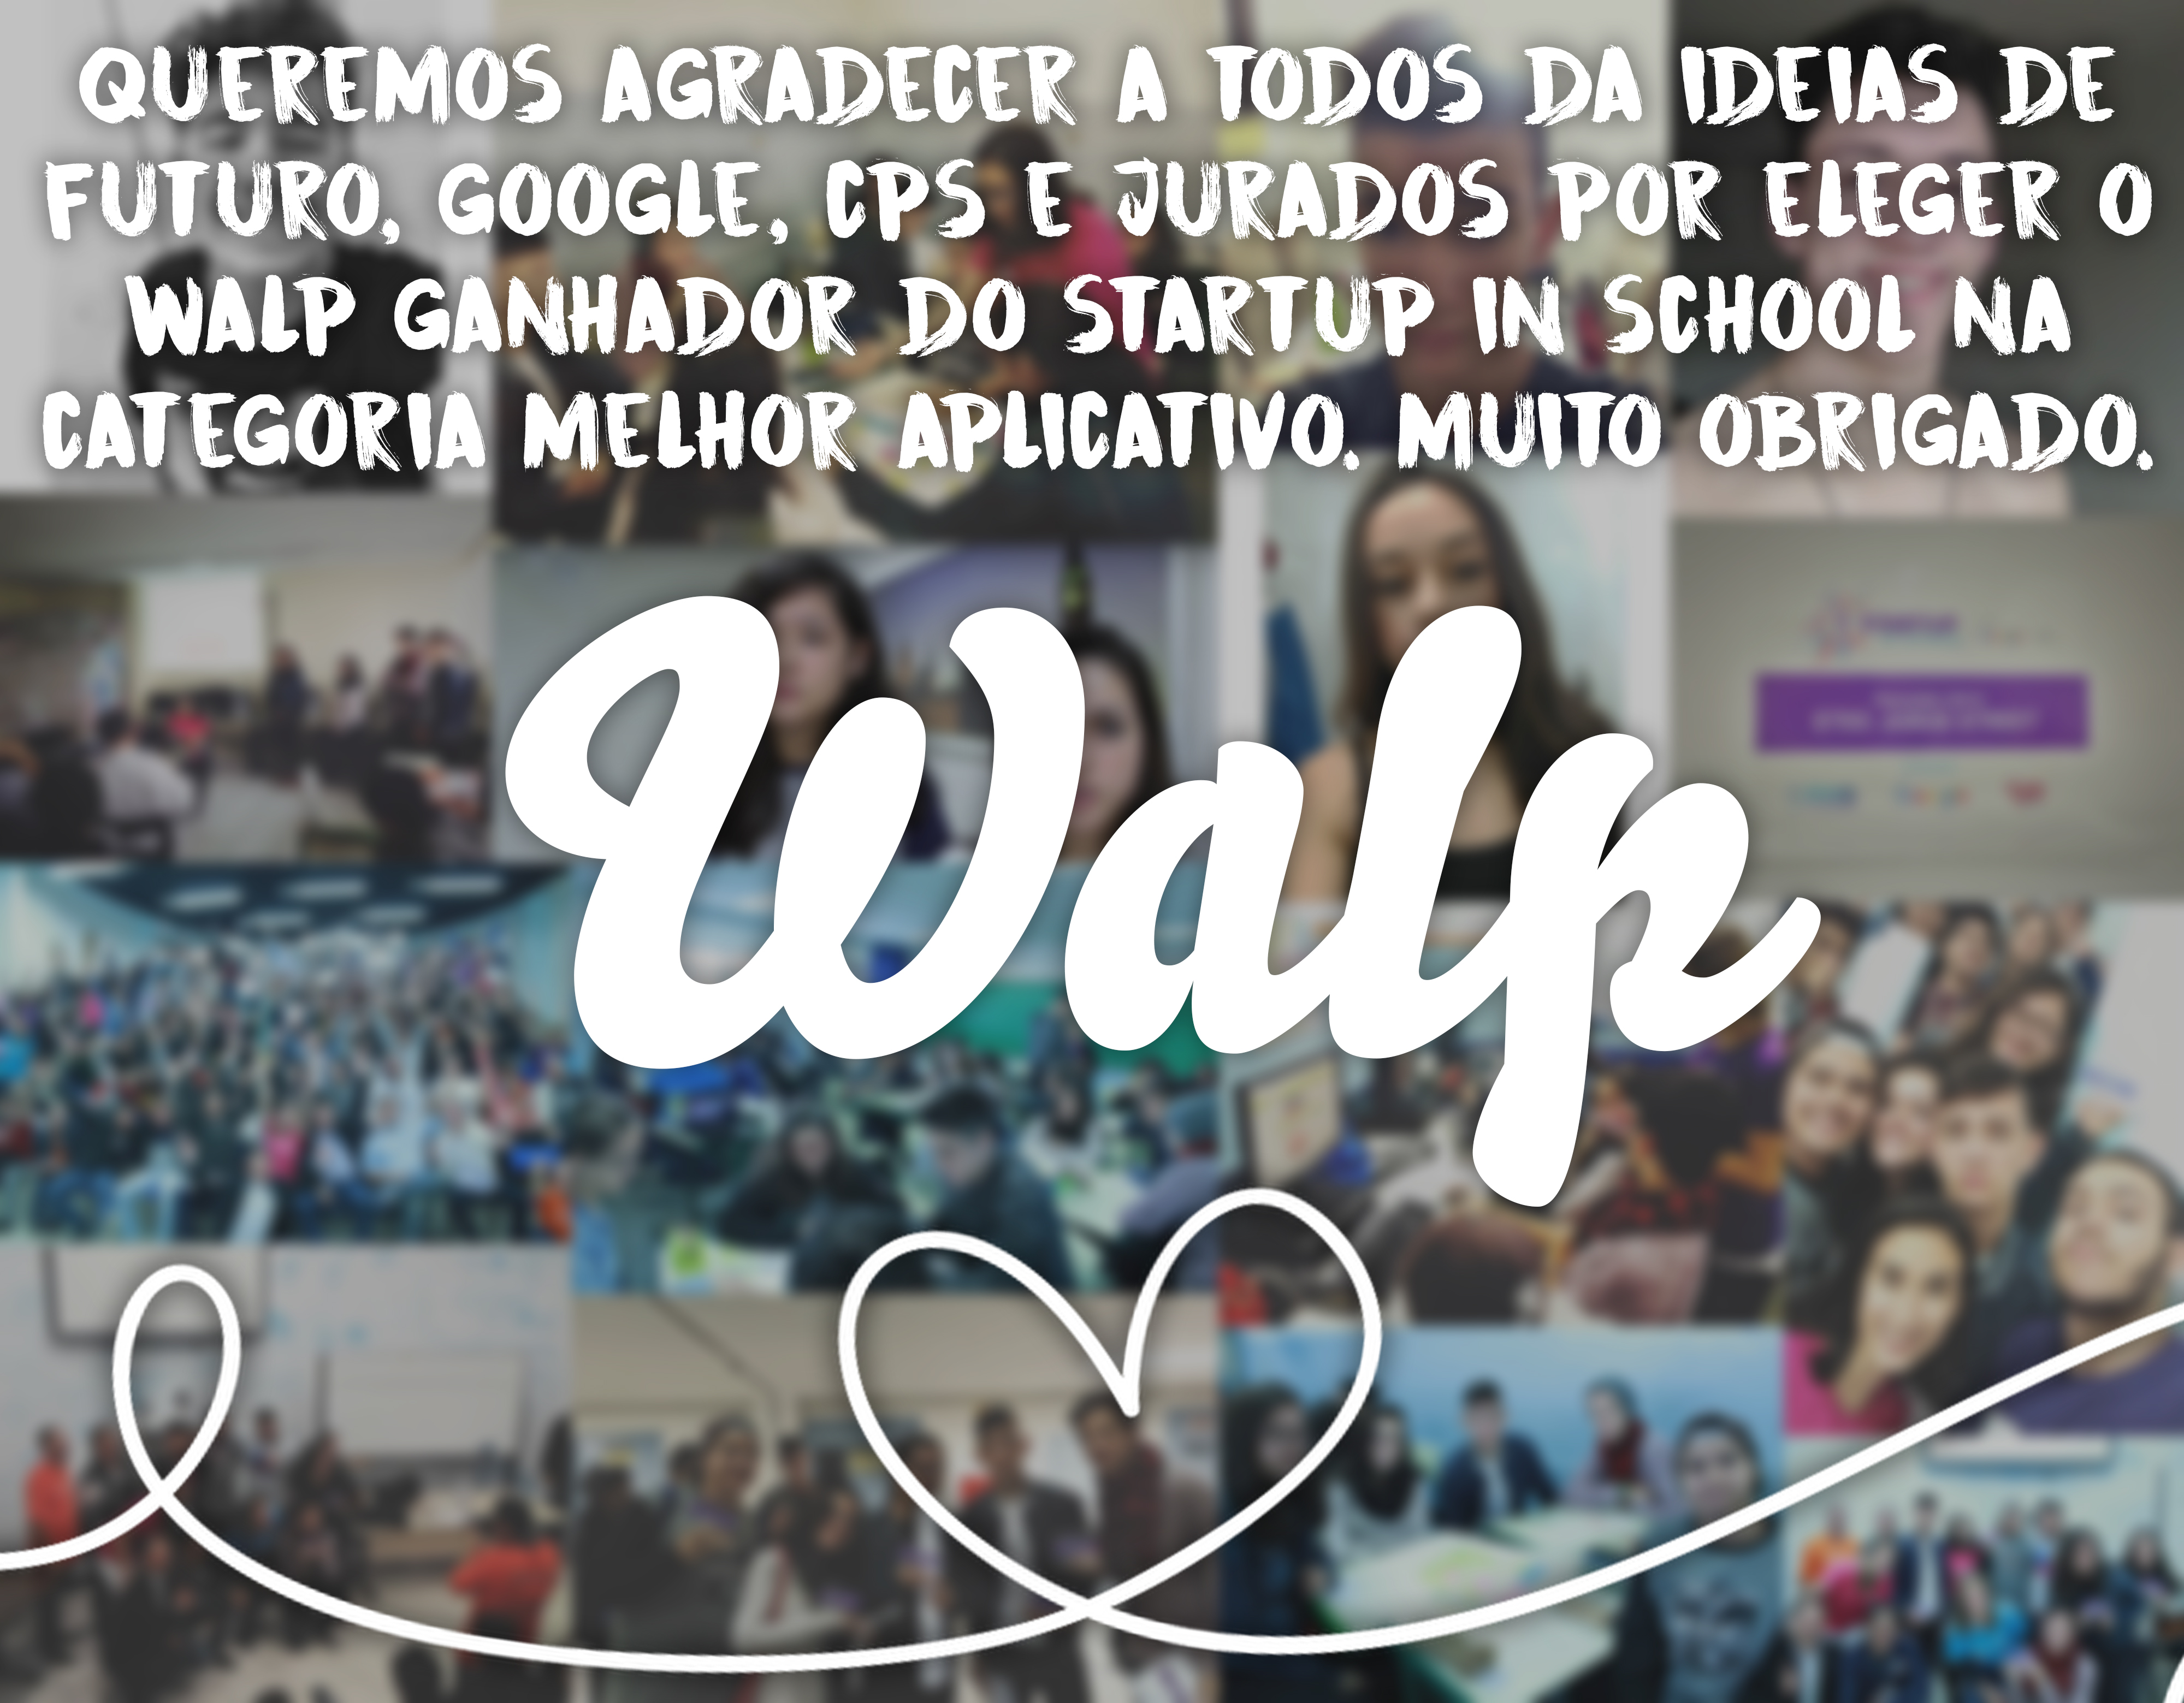 QUEREMOS AGRADECER A TODOS DA IDEIAS DE
FUTURO, GOOGLE, CPS E JURADOS POR ELEGER O
WALP GANHADOR DO STARTUP IN SCHOOL NA
CATEGORIA MELHOR APLICATIVO. MUITO OBRIGADO.
Walp